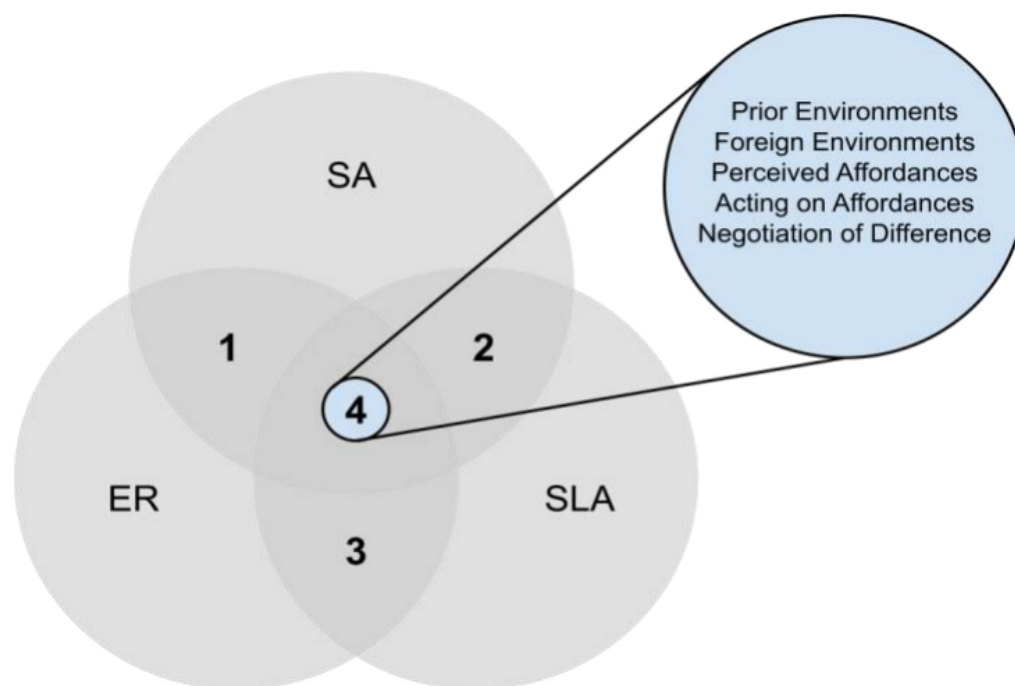 SA
1
2
4
ER
SLA
3
Prior Environments
Foreign Environments
Perceived Affordances
Acting on Affordances
Negotiation of Difference